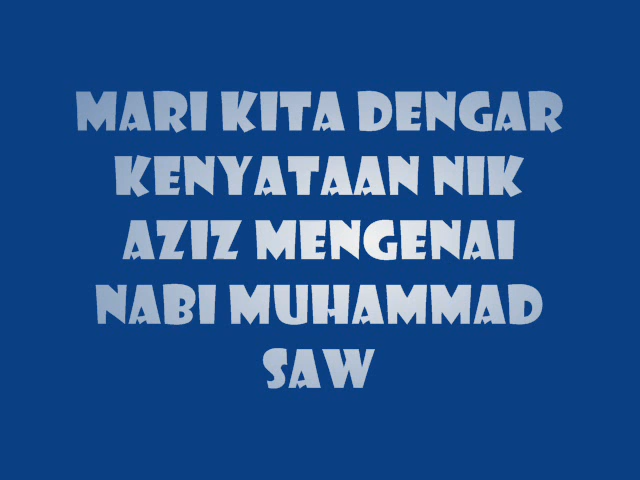 MARI KITA DENGAR
KENYATAAN NIK
AZIZ MENGENAI
NABI MUHAMMAD
SAW